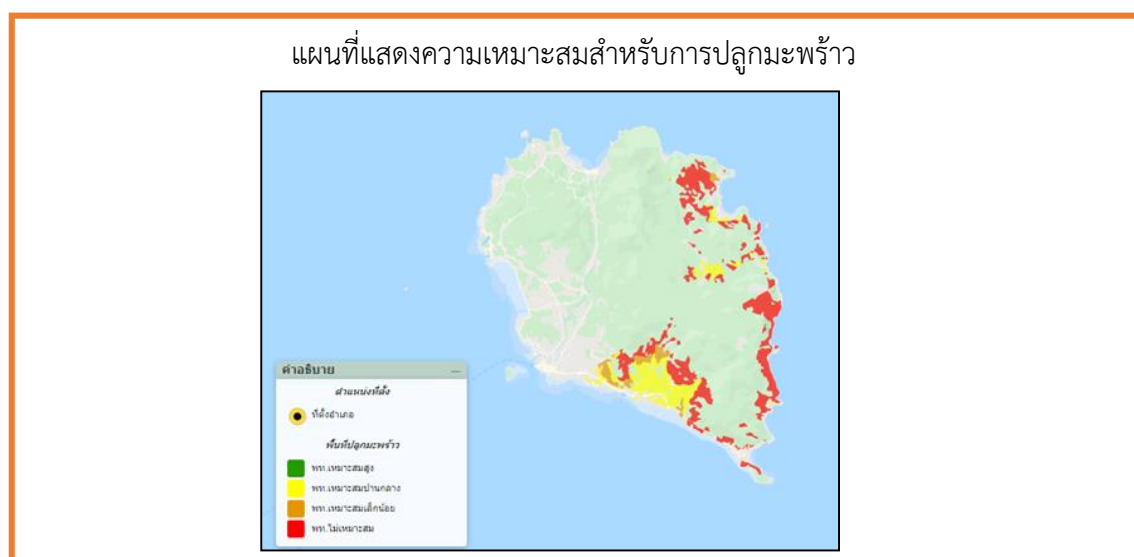 แผนที่แสดงความเหมาะสมสำหรับการปลูกมะพร้าว
คำอธิบาย
ตำแหน่งที่ตั้ง
ที่ตั้งอำเภอ
พื้นที่ปลูกมะพร้าว
พท.เหมาะสมสูง
พท.เหมาะสมปานกลาง
พท.เหมาะสมเล็กน้อย
พท.ไม่เหมาะสม